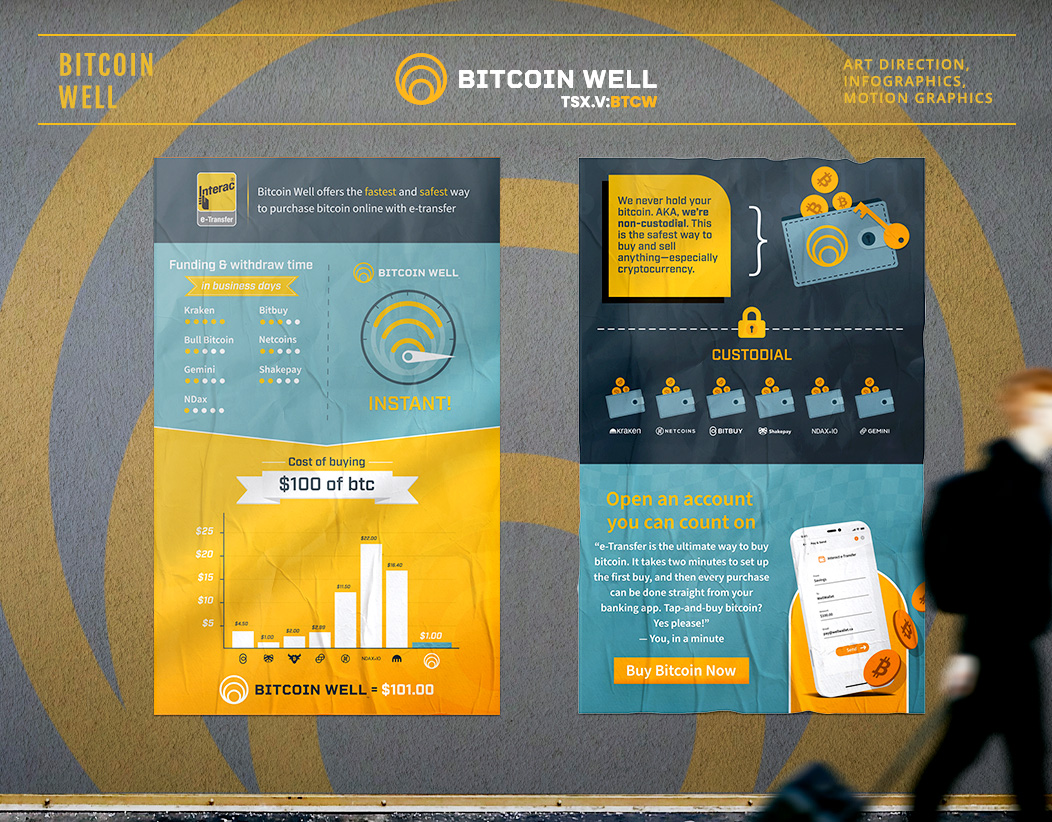 BITCOIN
WELL
BITCOIN WELL
TSX.V:BTCW
ART DIRECTION,
INFOGRAPHICS,
MOTION GRAPHICS
Interac
e-Transfer
Bitcoin Well offers the fastest and safest way
to purchase bitcoin online with e-transfer
Funding & withdraw time
in business days
Kraken
Bitbuy
Bull Bitcoin
Netcoins
Gemini
Shakepay
NDax
BITCOIN WELL
INSTANT!
Cost of buying
$100 of btc
$25
$20
$15
$10
$5
$4.50
$1.00
$2.00
$11.50
$22.00
$16.40
$1.00
NDAX.IO
BITCOIN WELL = $101.00
We never hold your
bitcoin. AKA, we're
non-custodial. This
is the safest way to
buy and sell
anything—especially
cryptocurrency.
CUSTODIAL
Kraken
NETCOINS
BITBUY
Shakepay
NDAX.IO
GEMINI
Open an account
you can count on
“e-Transfer is the ultimate way to buy
bitcoin. It takes two minutes to set up
the first buy, and then every purchase
can be done straight from your
banking app. Tap-and-buy bitcoin?
Yes please!”
— You, in a minute
Buy Bitcoin Now
Interac e-Transfer
Savings
Send